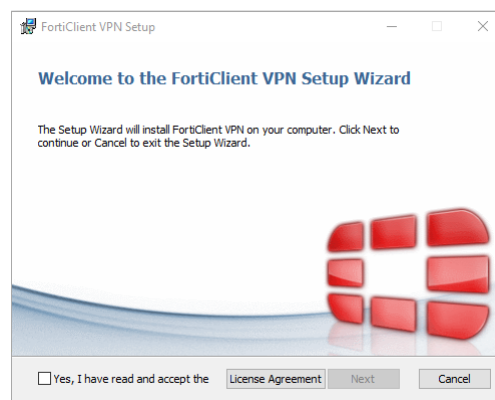 FortiClient VPN Setup
Welcome to the FortiClient VPN Setup Wizard
The Setup Wizard will install FortiClient VPN on your computer. Click Next to
continue or Cancel to exit the Setup Wizard.
Yes, I have read and accept the License Agreement Next Cancel